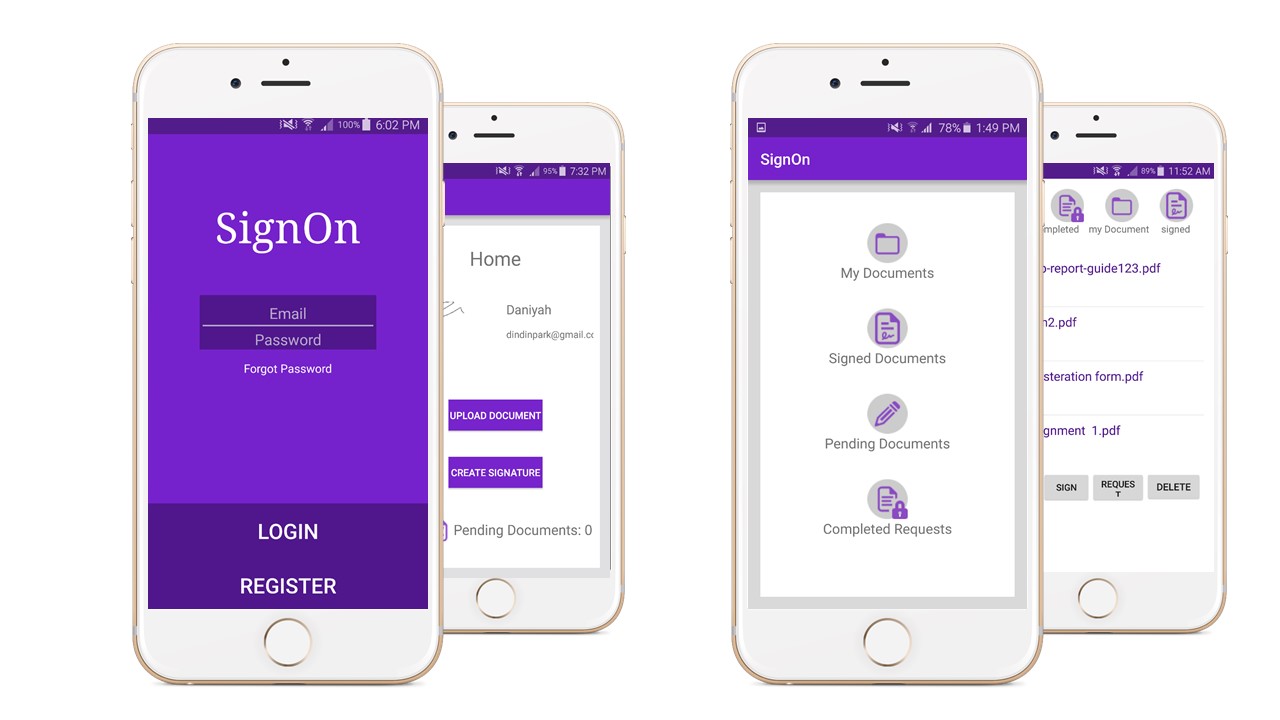 100% 6:02 PM
SignOn
Email
Password
Forgot Password
LOGIN
REGISTER
95% 7:32 PM
Home
Daniyah
dindinpark@gmail.c
UPLOAD DOCUMENT
CREATE SIGNATURE
Pending Documents: 0
78% 1:49 PM
SignOn
My Documents
Signed Documents
Pending Documents
Completed Requests
89% 11:52 AM
mpleted my Document signed
-report-guide123.pdf
2.pdf
steration form.pdf
gnment 1.pdf
SIGN REQUES
T DELETE